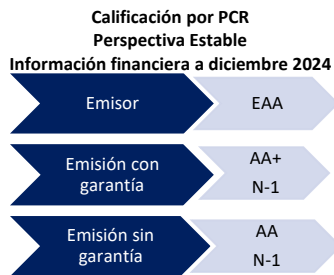 Calificación por PCR
Perspectiva Estable
Información financiera a diciembre 2024
Emisor
EAA
Emisión con
garantía
AA+
N-1
Emisión sin
garantía
AA
N-1